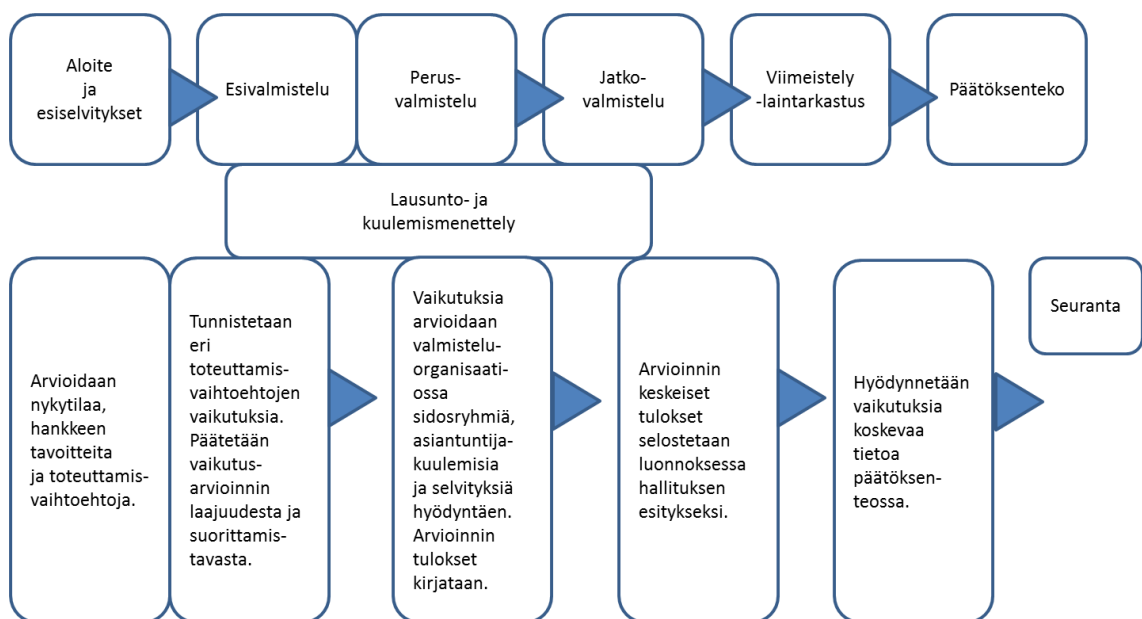 Aloite
ja
esiselvitykset
Esivalmistelu
Perus-
valmistelu
Jatko-
valmistelu
Viimeistely
-laintarkastus
Päätöksenteko
Lausunto- ja
kuulemismenettely
Arvioidaan
nykytilaa,
hankkeen
tavoitteita
ja toteuttamis-
vaihtoehtoja.
Tunnistetaan
eri
toteuttamis-
vaihtoehtojen
vaikutuksia.
Päätetään
vaikutus-
arvioinnin
laajuudesta ja
suorittamis-
tavasta.
Vaikutuksia
arvioidaan
valmistelu-
organisaati-
ossa
sidosryhmiä,
asiantuntija-
kuulemisia
ja selvityksiä
hyödyntäen.
Arvioinnin
tulokset
kirjataan.
Arvioinnin
keskeiset
tulokset
selostetaan
luonnoksessa
hallituksen
esitykseksi.
Hyödynnetään
vaikutuksia
koskevaa
tietoa
päätöksen-
teossa.
Seuranta